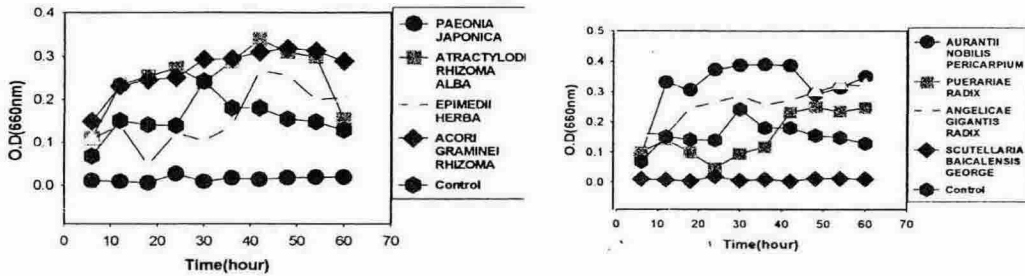 0.4
0.3
0.2
0.1
0.0
O.D(660nm)
0 10 20 30 40 50 60 70
Time(hour)
PAEONIA
JAPONICA
ATRACTYLODI
RHIZOMA
ALBA
EPIMEDII
HERBA
ACORI
GRAMINEI
RHIZOMA
Control
0.5
0.4
0.3
0.2
0.1
0.0
O.D(660nm)
0 10 20 30 40 50 60 70
Time(hour)
AURANTII
NOBILIS
PERICARPIUM
PUERARIAE
RADIX
ANGELICAE
GIGANTIS
RADIX
SCUTELLARIA
BAICALENSIS
GEORGE
Control